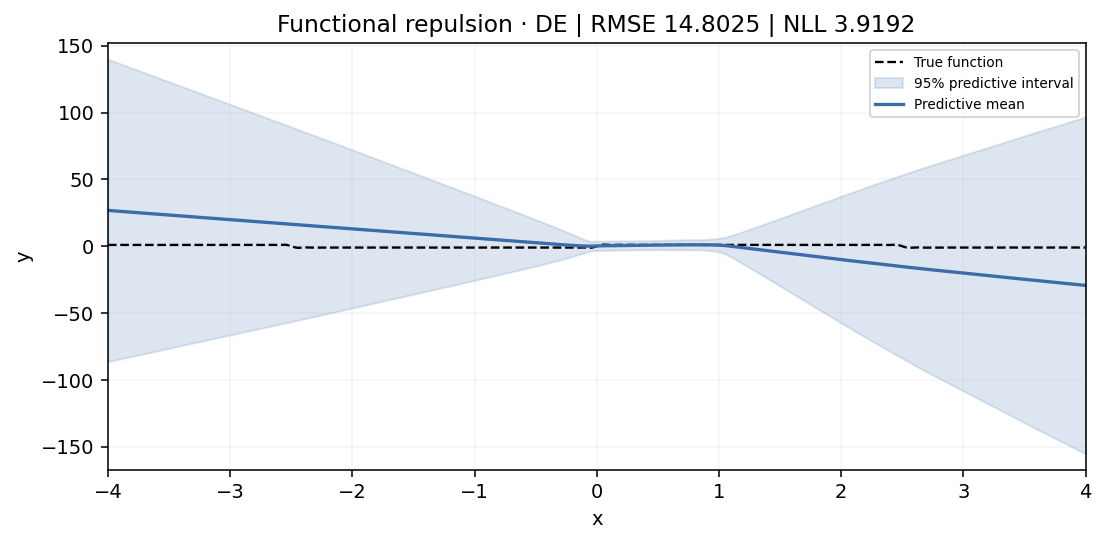 Functional repulsion · DE | RMSE 14.8025 | NLL 3.9192
True function
95% predictive interval
Predictive mean
150
100
50
0
−50
−100
−150
y
−4 −3 −2 −1 0 1 2 3 4
x